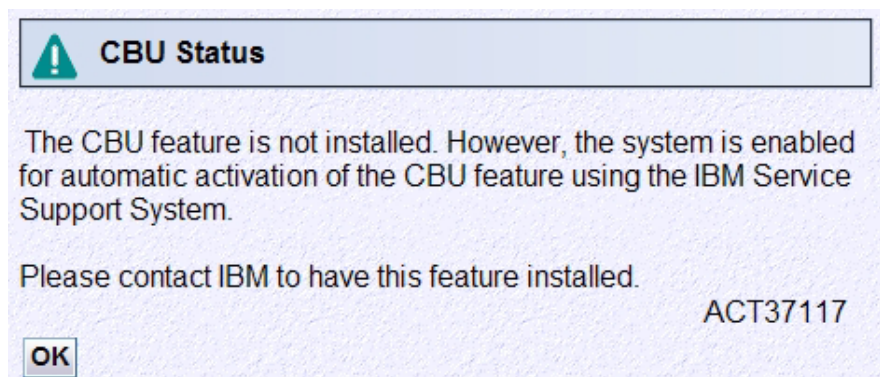 CBU Status
The CBU feature is not installed. However, the system is enabled
for automatic activation of the CBU feature using the IBM Service
Support System.
Please contact IBM to have this feature installed.
ACT37117
OK